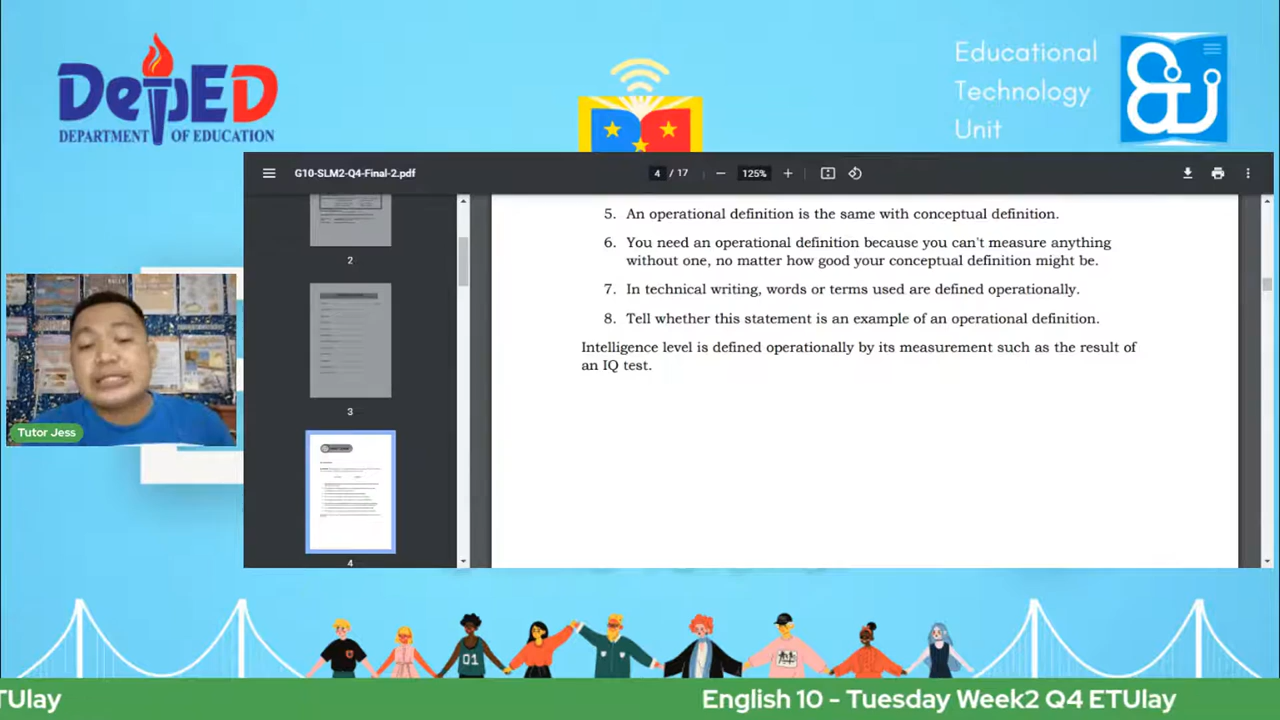 DepED
DEPARTMENT OF EDUCATION
Educational
Technology
Unit
G10-SLM2-Q4-Final-2.pdf
4 / 17
125%
2
3
4
5. An operational definition is the same with conceptual definition.
6. You need an operational definition because you can't measure anything
without one, no matter how good your conceptual definition might be.
7. In technical writing, words or terms used are defined operationally.
8. Tell whether this statement is an example of an operational definition.
Intelligence level is defined operationally by its measurement such as the result of
an IQ test.
Tutor Jess
01
TUlay
English 10 - Tuesday Week2 Q4 ETUlay